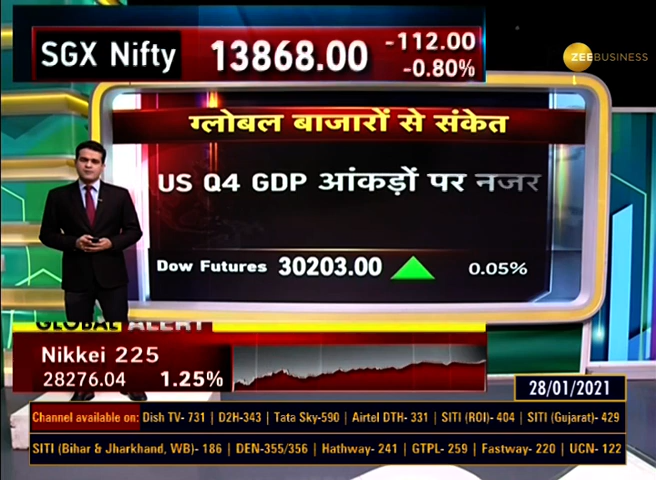 SGX Nifty 13868.00 -112.00
-0.80%
ZEE BUSINESS
ग्लोबल बाजारों से संकेत
US Q4 GDP आंकड़ों पर नजर
Dow Futures 30203.00 0.05%
GLOBAL ALERT
Nikkei 225
28276.04 1.25%
28/01/2021
Channel available on: Dish TV- 731 | D2H-343 | Tata Sky-590 | Airtel DTH- 331 | SITI (ROI)- 404 | SITI (Gujarat)- 429
SITI (Bihar & Jharkhand, WB)- 186 | DEN-355/356 | Hathway- 241 | GTPL- 259 | Fastway- 220 | UCN- 122